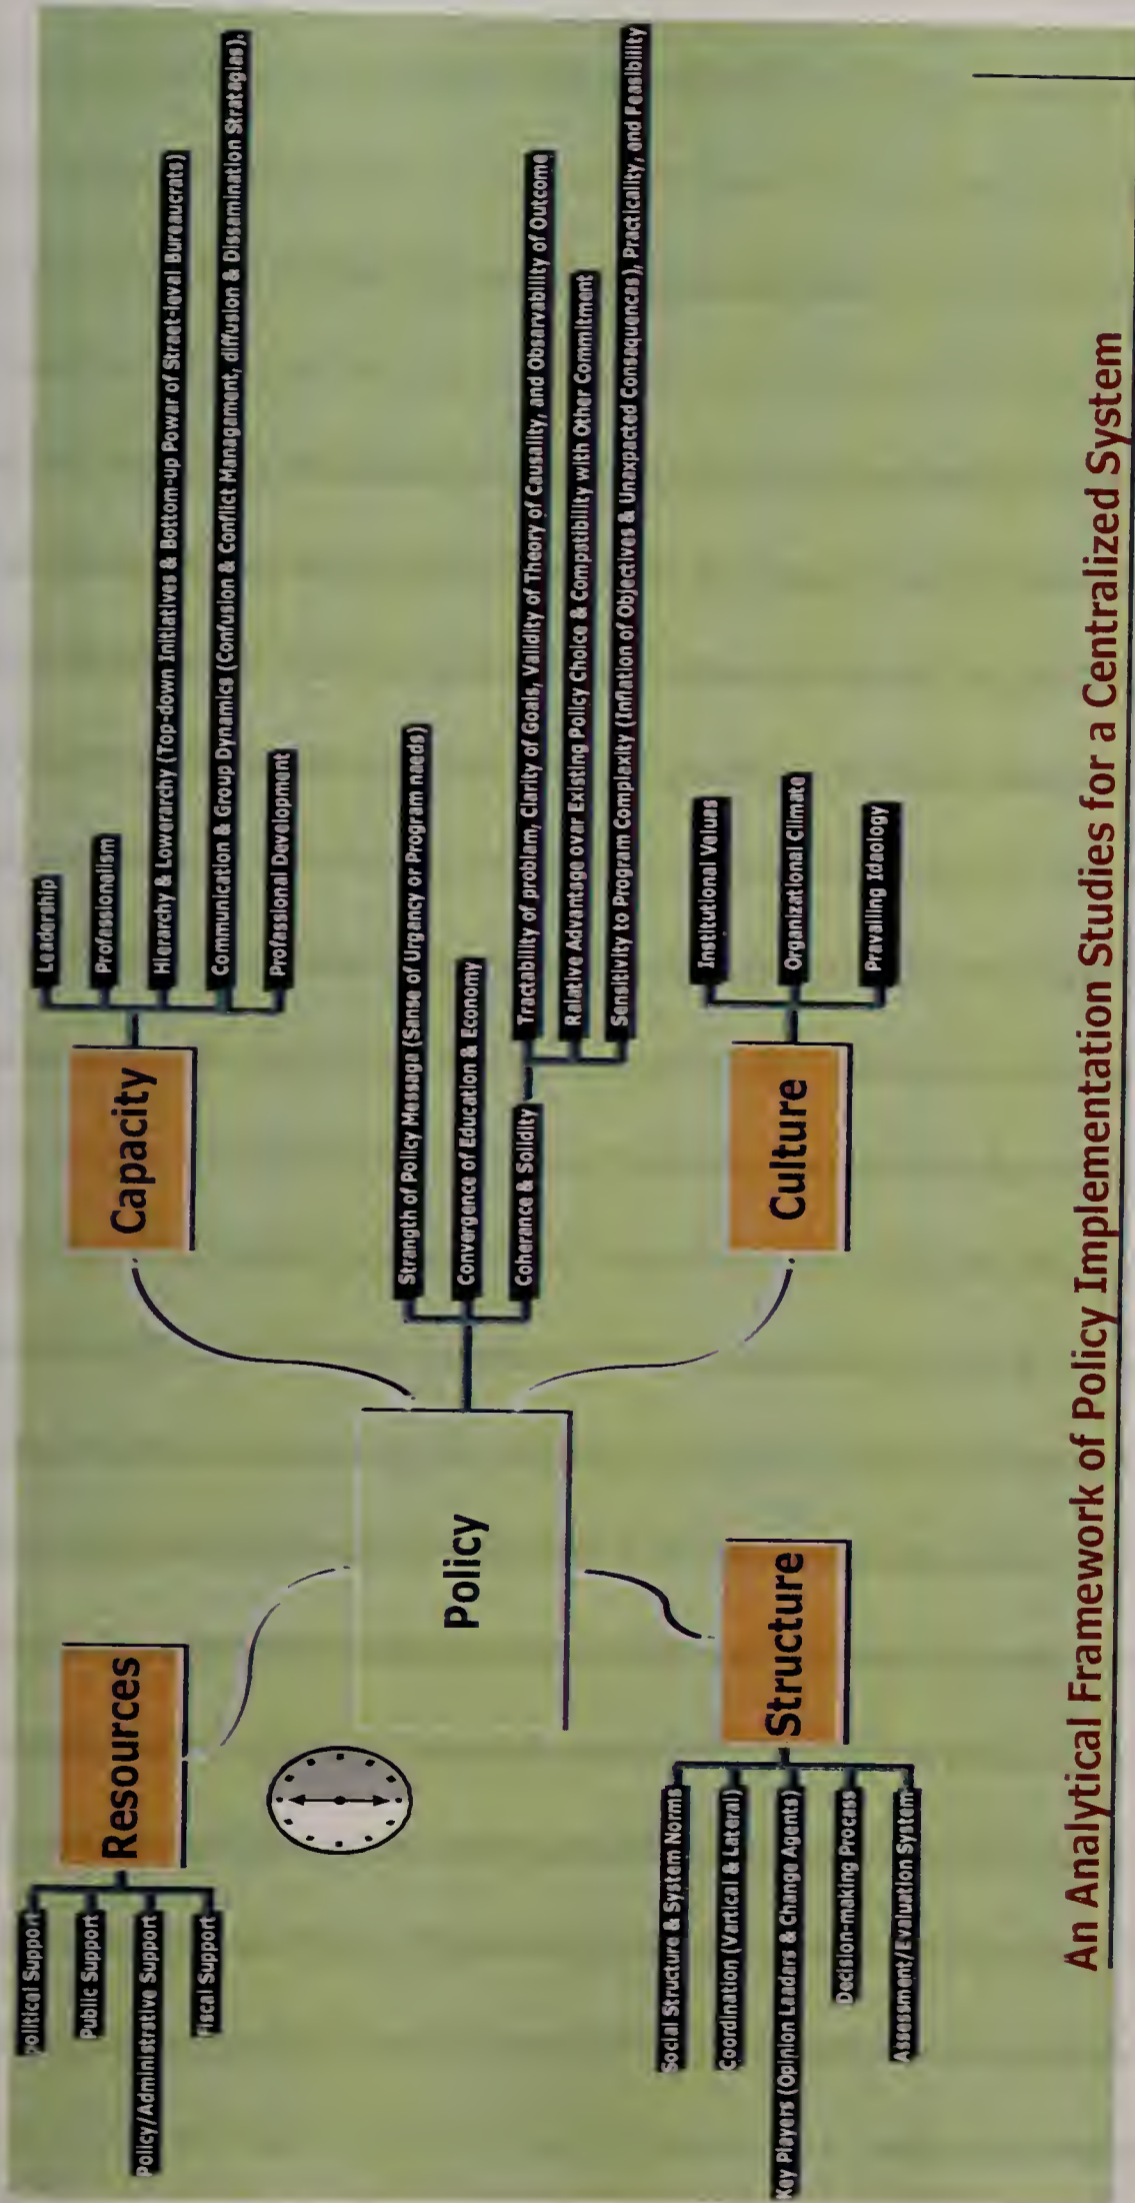 Political Support
Public Support
Policy/Administrative Support
Fiscal Support
Resources
Capacity
Leadership
Professionalism
Hierarchy & Lowerarchy (Top-down Initiatives & Bottom-up Power of Street-level Bureaucrats)
Communication & Group Dynamics (Confusion & Conflict Management, diffusion & Dissemination Strategies).
Professional Development
Policy
Strength of Policy Message (Sense of Urgency or Program needs)
Convergence of Education & Economy
Coherence & Solidity
Tractability of problem, Clarity of Goals, Validity of Theory of Causality, and Observability of Outcome
Relative Advantage over Existing Policy Choice & Compatibility with Other Commitment
Sensitivity to Program Complexity (Inflation of Objectives & Unexpected Consequences), Practicality, and Feasibility
Social Structure & System Norms
Coordination (Vertical & Lateral)
Key Players (Opinion Leaders & Change Agents)
Decision-making Process
Assessment/Evaluation System
Structure
Culture
Institutional Values
Organizational Climate
Prevailing Ideology
An Analytical Framework of Policy Implementation Studies for a Centralized System